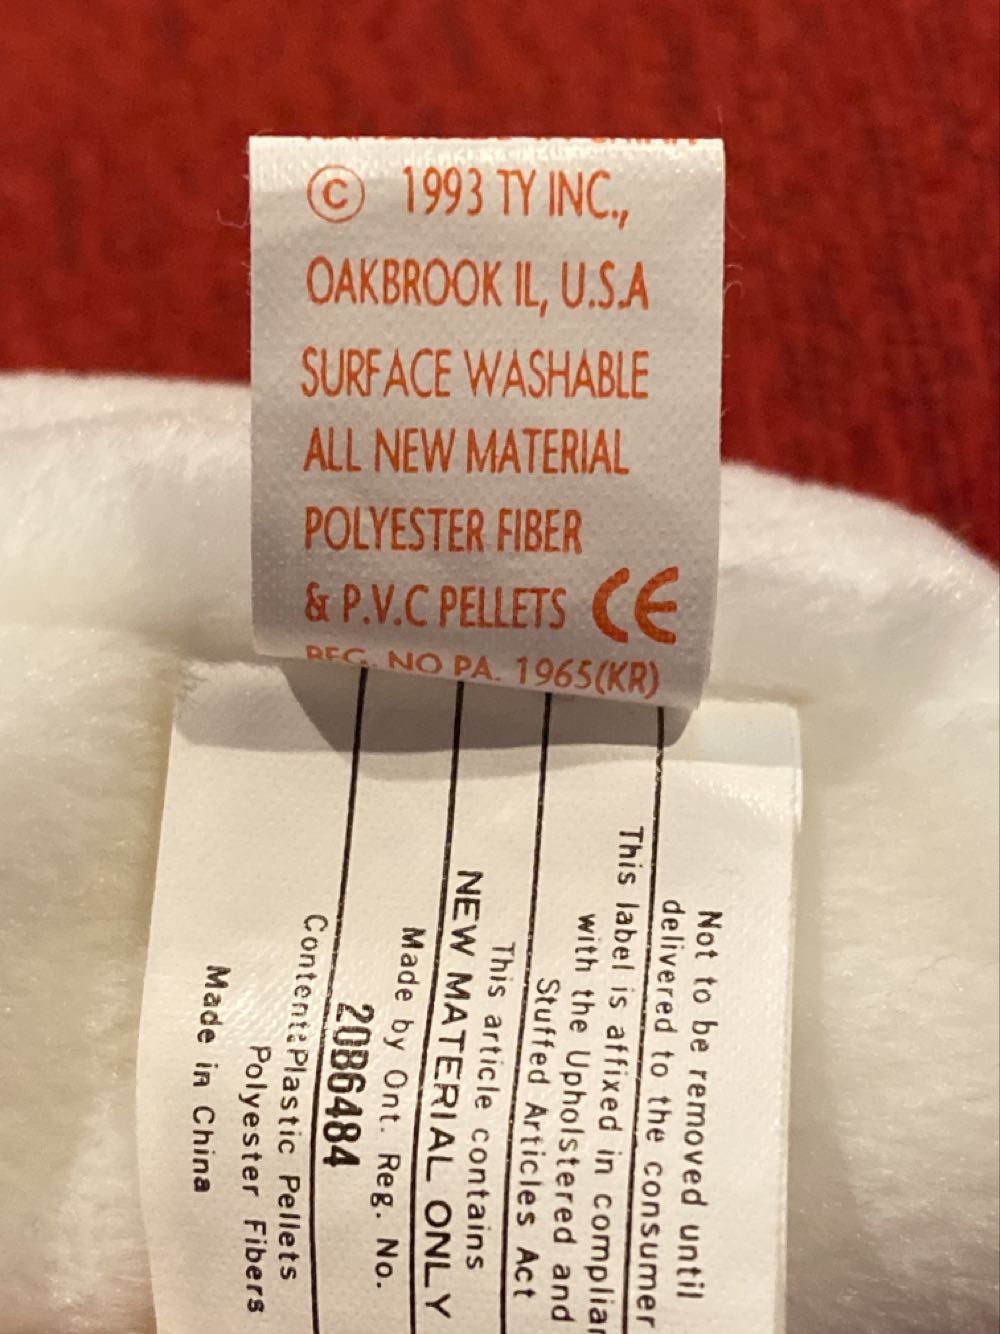 © 1993 TY INC.,
OAKBROOK IL, U.S.A
SURFACE WASHABLE
ALL NEW MATERIAL
POLYESTER FIBER
& P.V.C PELLETS CE
REG. NO PA. 1965(KR)
Not to be removed until
delivered to the consumer
This label is affixed in complian
with the Upholstered and
Stuffed Articles Act
This article contains
NEW MATERIAL ONLY
Made by Ont. Reg. No.
20B6484
Content: Plastic Pellets
Polyester Fibers
Made in China